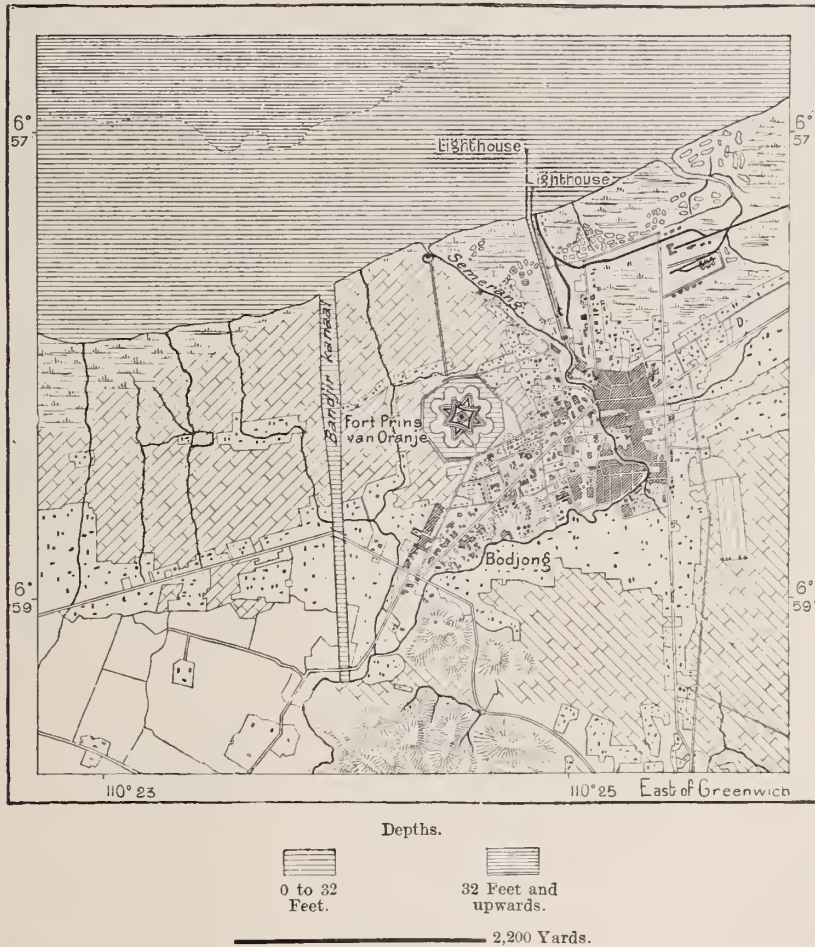 6°
57'
6°
57
Lighthouse
Lighthouse
Semerang
Bandjir Kanaal
Fort Prins
van Oranje
D
Bodjong
6°
59'
6°
59'
110° 23
110° 25
East of Greenwich
Depths.
0 to 32
Feet.
32 Feet and
upwards.
2,200 Yards.